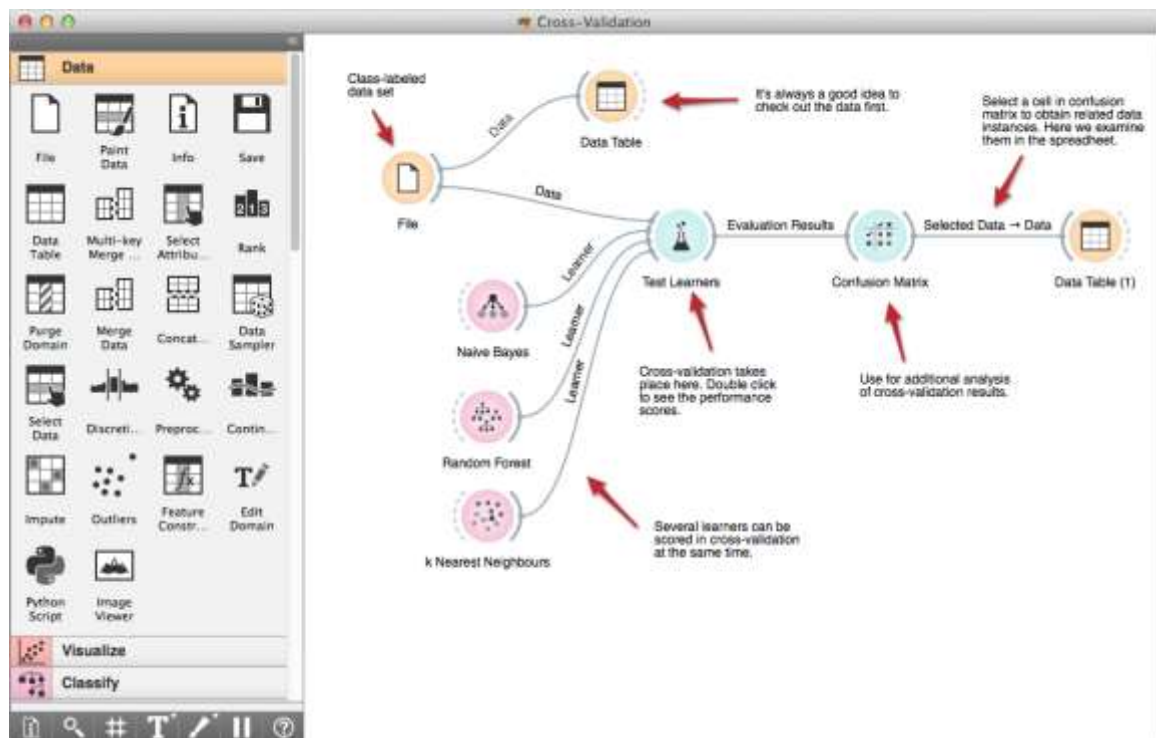 Cross-Validation
Data
File
Paint
Data
Info
Save
Data
Table
Multi-key
Merge ...
Select
Attribu...
Rank
Purge
Domain
Merge
Data
Concat...
Data
Sampler
Select
Data
Discreti...
Preproc...
Contin...
Impute
Outliers
Feature
Constr...
Edit
Domain
Python
Script
Image
Viewer
Visualize
Classify
Class-labeled
data set
File
Data
Data Table
It's always a good idea to
check out the data first.
Data
Select a cell in confusion
matrix to obtain related data
instances. Here we examine
them in the spreadheet.
Test Learners
Evaluation Results
Confusion Matrix
Selected Data → Data
Data Table (1)
Learner
Naive Bayes
Learner
Random Forest
Learner
k Nearest Neighbours
Cross-validation takes
place here. Double click
to see the performance
scores.
Use for additional analysis
of cross-validation results.
Several learners can be
scored in cross-validation
at the same time.